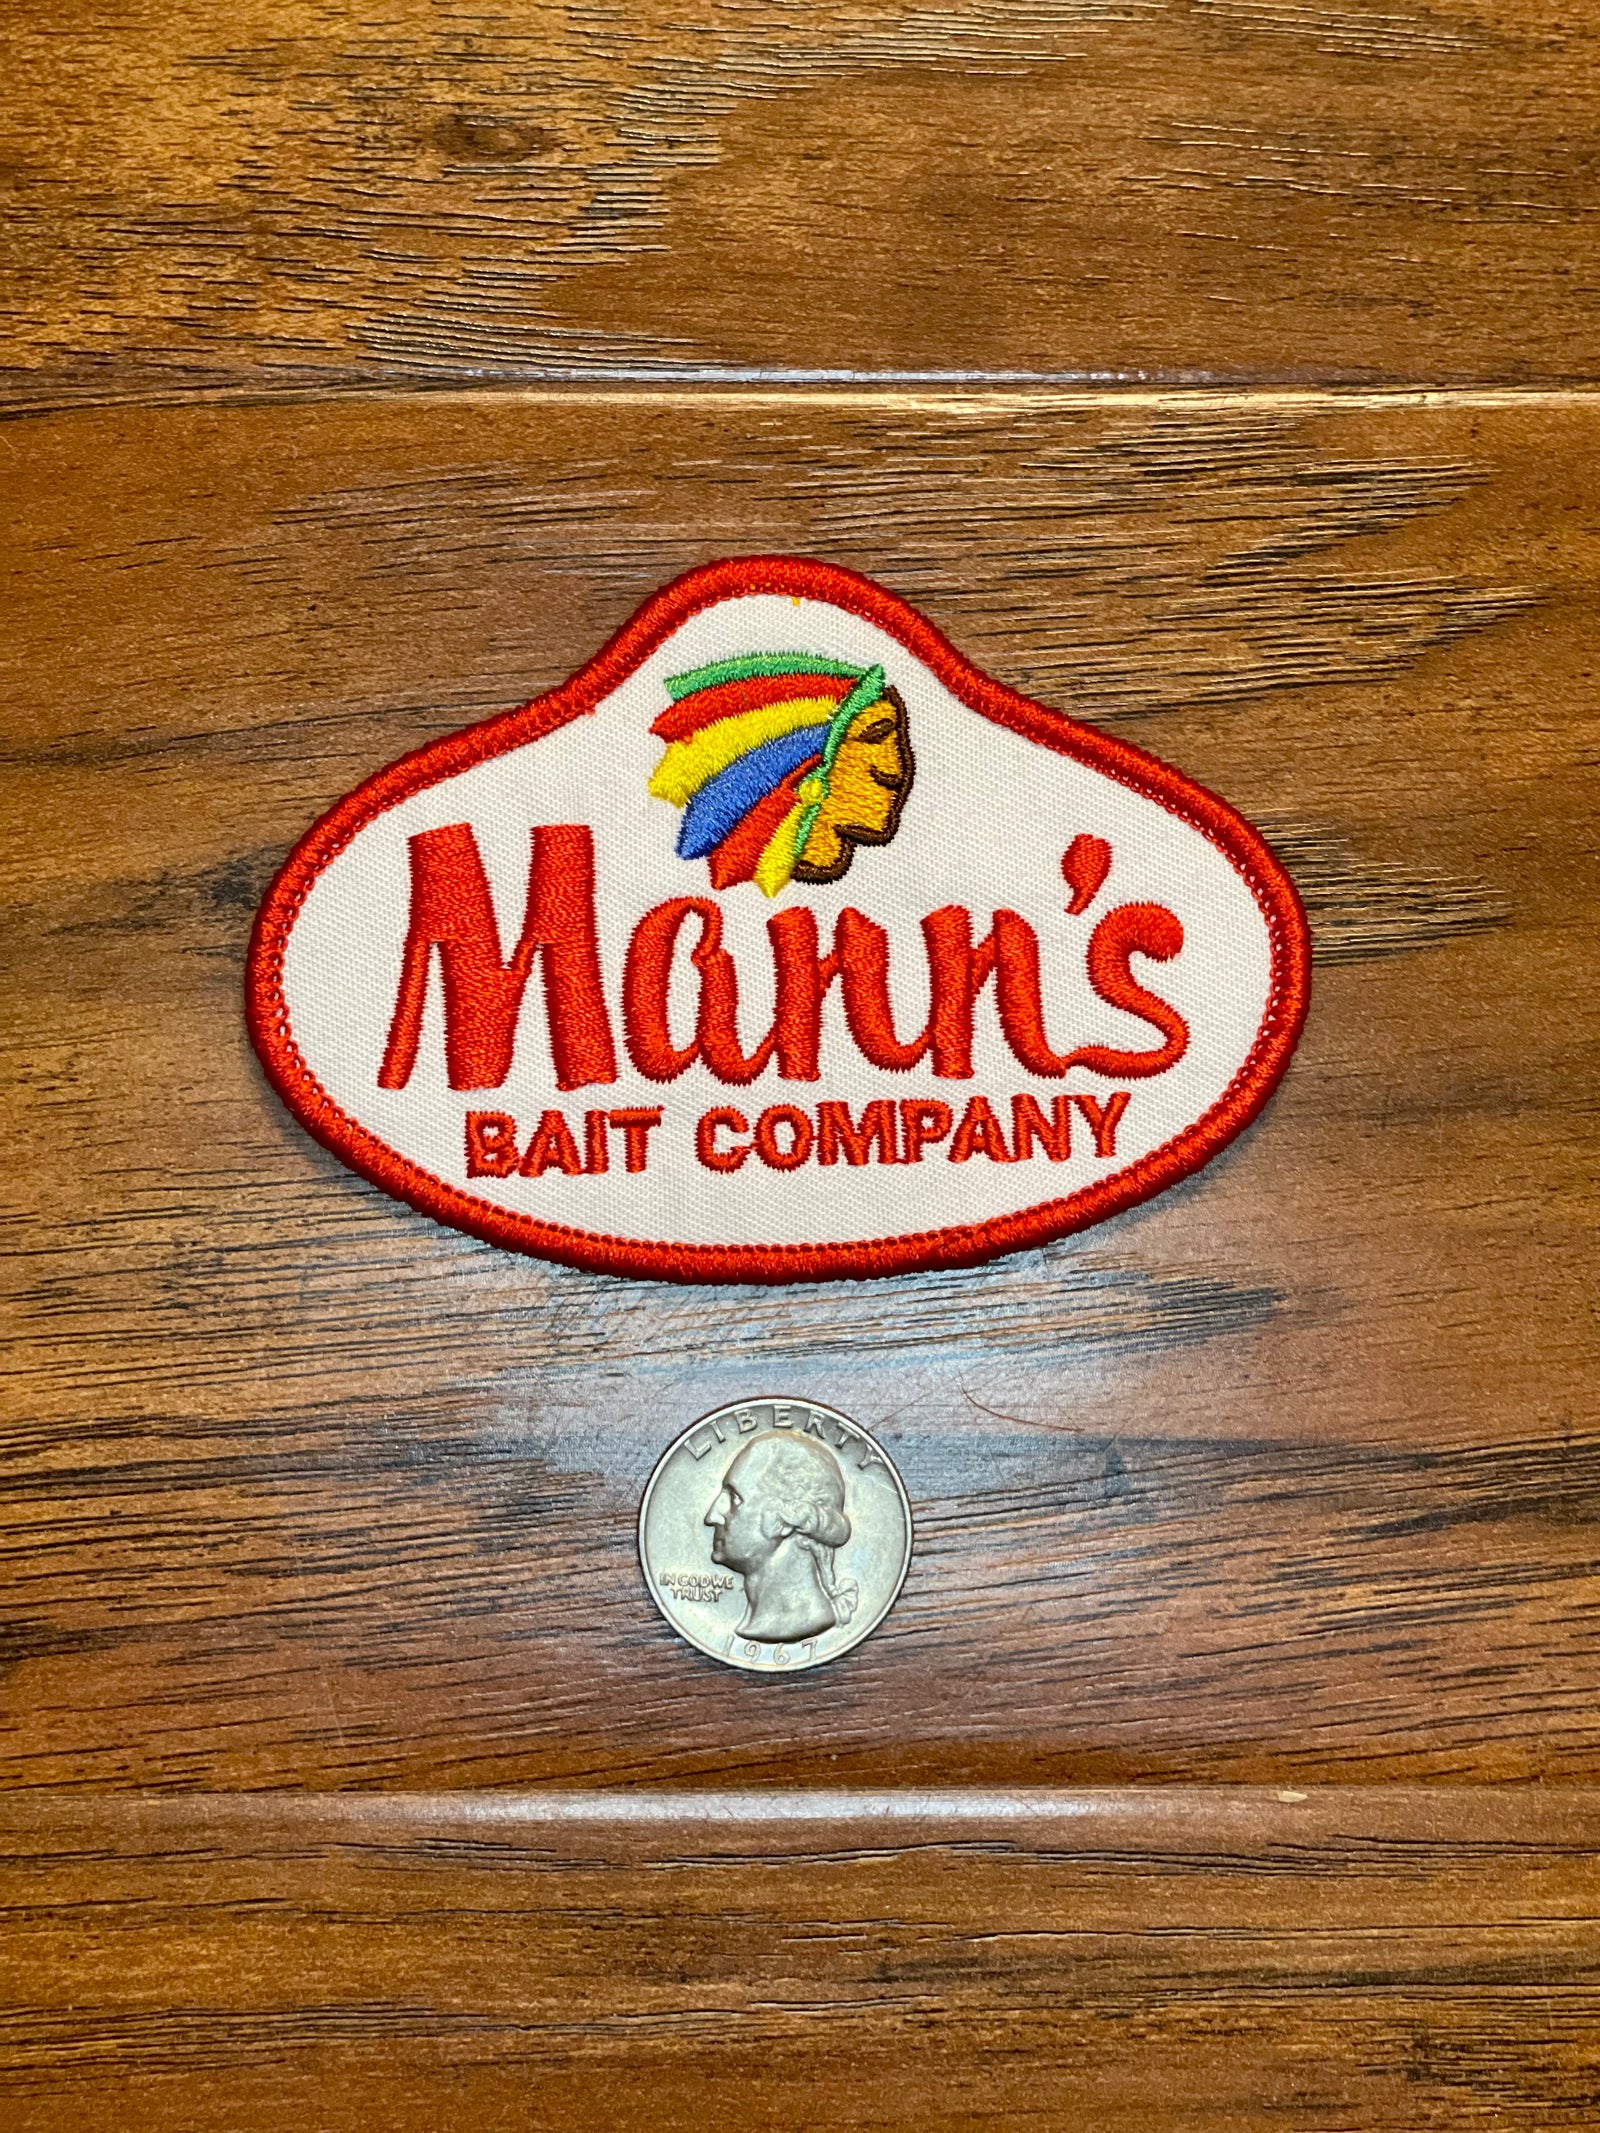 Mann's
BAIT COMPANY
LIBERTY
IN GOD WE
TRUST
1967